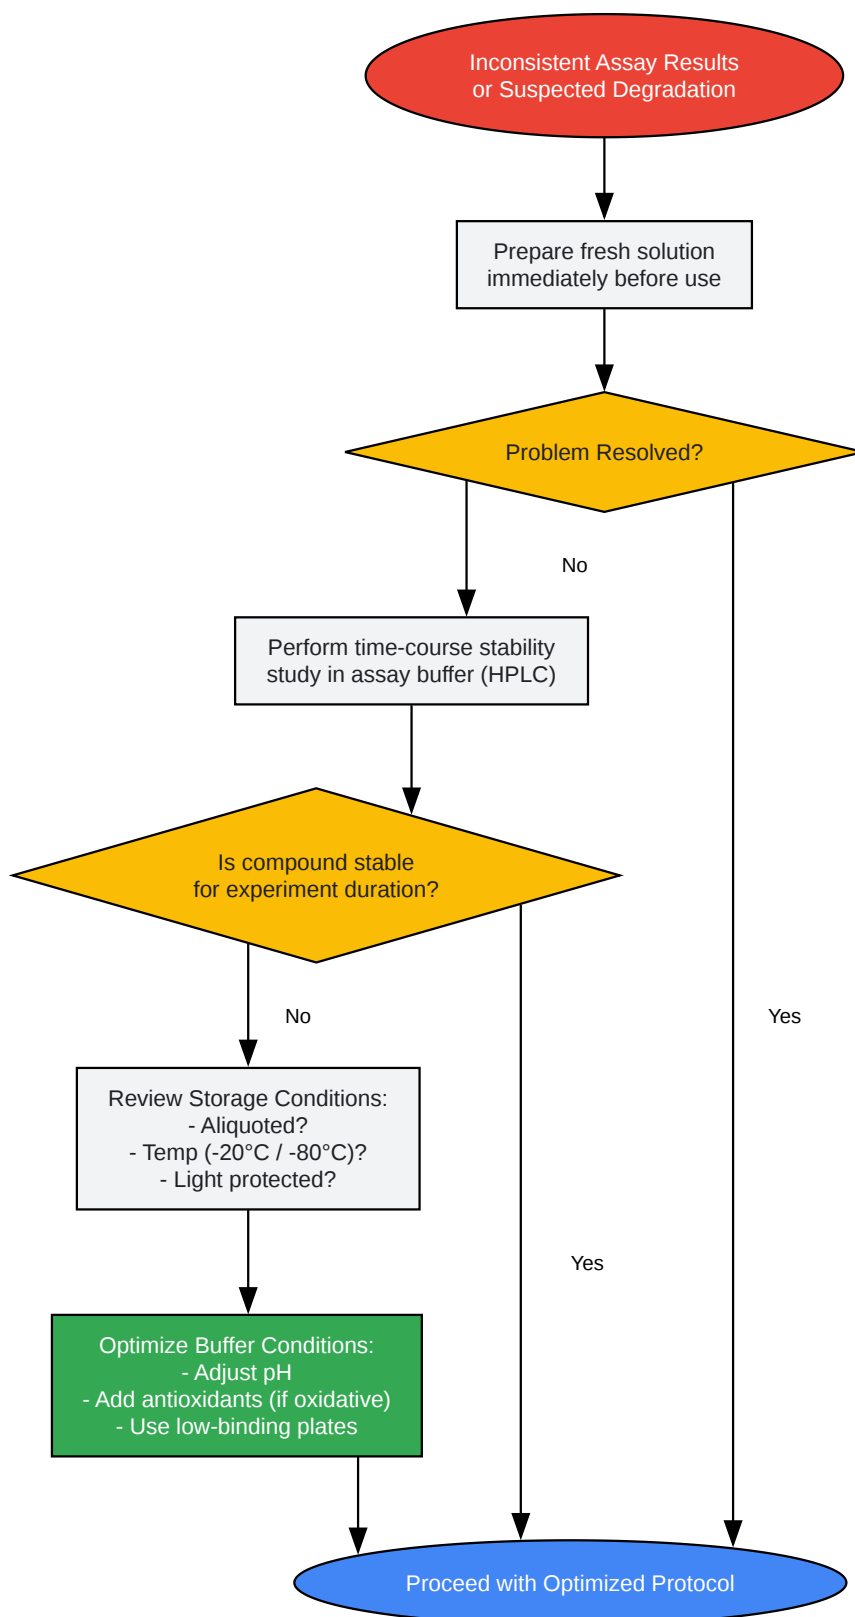 Inconsistent Assay Results
or Suspected Degradation
Prepare fresh solution
immediately before use
Problem Resolved?
No
Perform time-course stability
study in assay buffer (HPLC)
Is compound stable
for experiment duration?
No
Yes
Review Storage Conditions:
- Aliquoted?
- Temp (-20°C / -80°C)?
- Light protected?
Yes
Optimize Buffer Conditions:
- Adjust pH
- Add antioxidants (if oxidative)
- Use low-binding plates
Proceed with Optimized Protocol